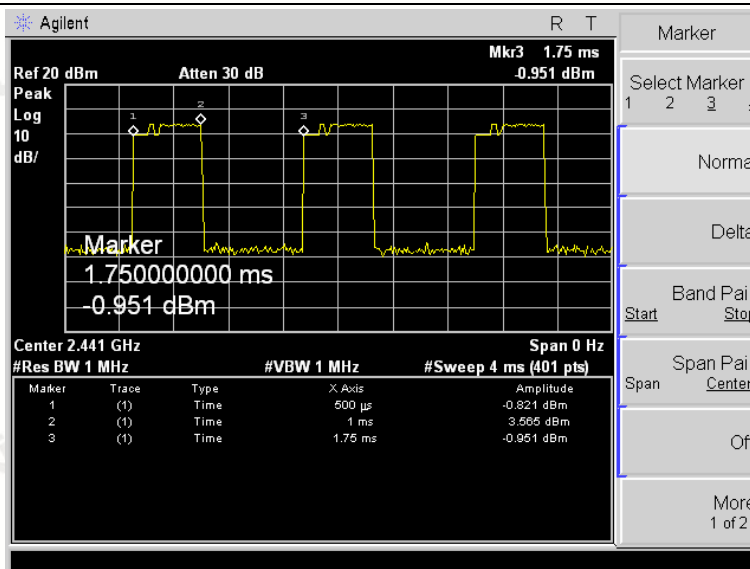 Agilent R T
Mkr3 1.75 ms
Ref 20 dBm Atten 30 dB -0.951 dBm
Peak
Log
10
dB/
1
2
3
Marker
1.750000000 ms
-0.951 dBm
Center 2.441 GHz Span 0 Hz
#Res BW 1 MHz #VBW 1 MHz #Sweep 4 ms (401 pts)
Marker Trace Type X Axis Amplitude
1 (1) Time 500 µs -0.821 dBm
2 (1) Time 1 ms 3.565 dBm
3 (1) Time 1.75 ms -0.951 dBm
Marker
Select Marker
1 2 3
Norma
Delta
Band Pai
Start Stop
Span Pai
Span Center
Of
More
1 of 2